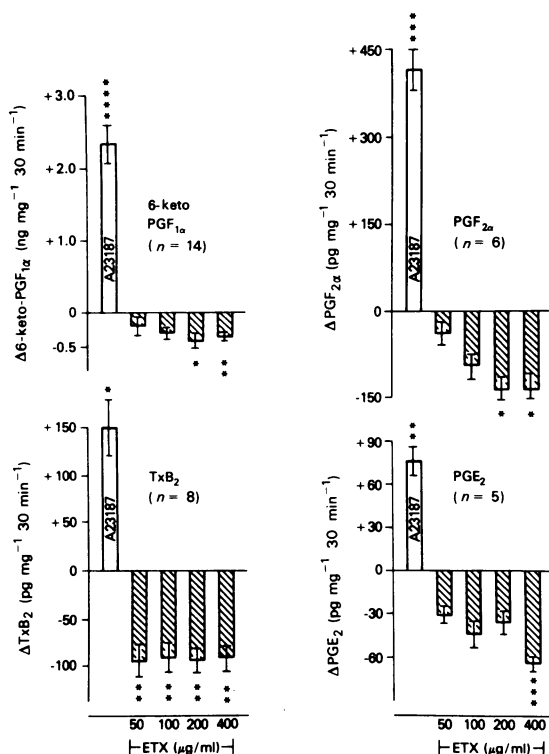 Δ6-keto-PGF1α (ng mg−1 30 min−1)
+3.0
+2.0
+1.0
0
-0.5
****
A23187
6-keto
PGF1α
(n = 14)
*
**
ΔPGF2α (pg mg−1 30 min−1)
+450
+300
+150
0
-150
***
A23187
PGF2α
(n = 6)
*
*
ΔTxB2 (pg mg−1 30 min−1)
+150
+100
+50
0
-100
*
A23187
TxB2
(n = 8)
**
**
**
**
50 100 200 400
ETX (μg/ml)
ΔPGE2 (pg mg−1 30 min−1)
+90
+60
+30
0
-30
-60
**
A23187
PGE2
(n = 5)
****
50 100 200 400
ETX (μg/ml)